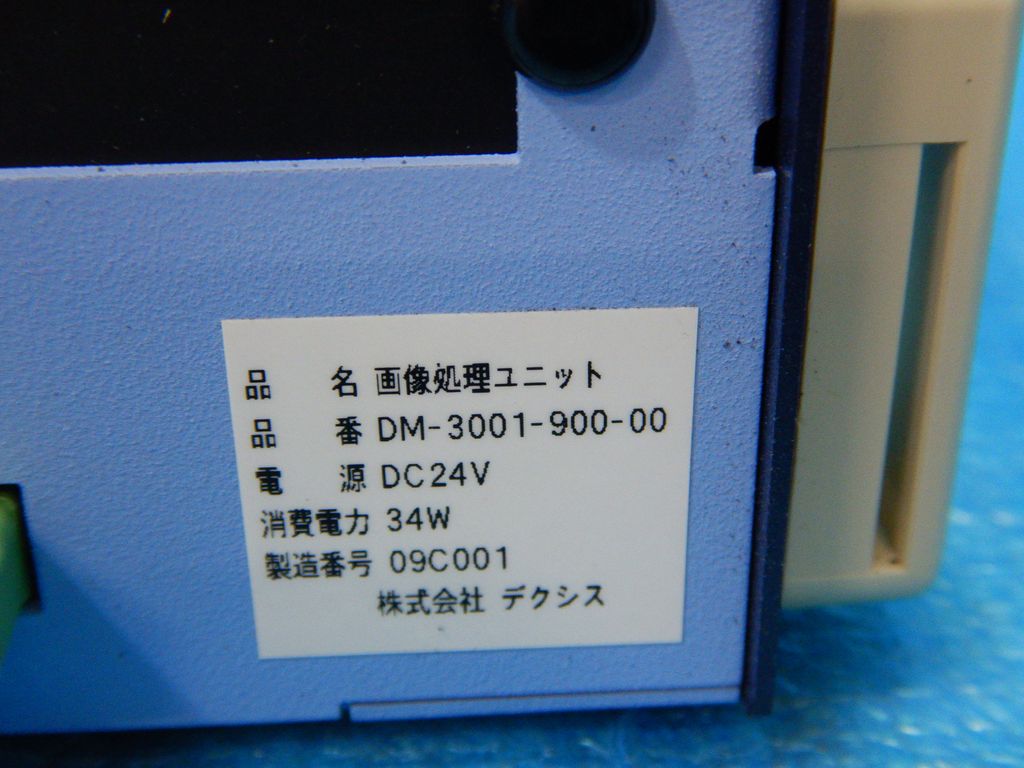 品 名 画像処理ユニット
品 番 DM-3001-900-00
電 源 DC24V
消費電力 34W
製造番号 09C001
株式会社 デクシス